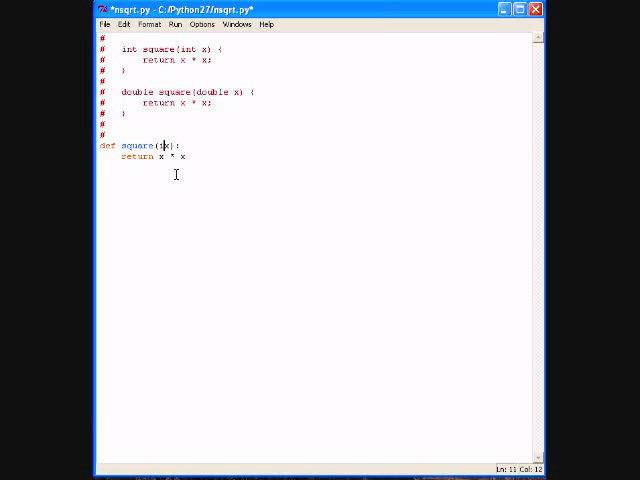 *nsqrt.py - C:/Python27/nsqrt.py*
File Edit Format Run Options Windows Help
#
#   int square(int x) {
#       return x * x;
#   }
#
#   double square(double x) {
#       return x * x;
#   }
#
#
def square(ix):
    return x * x
Ln: 11 Col: 12